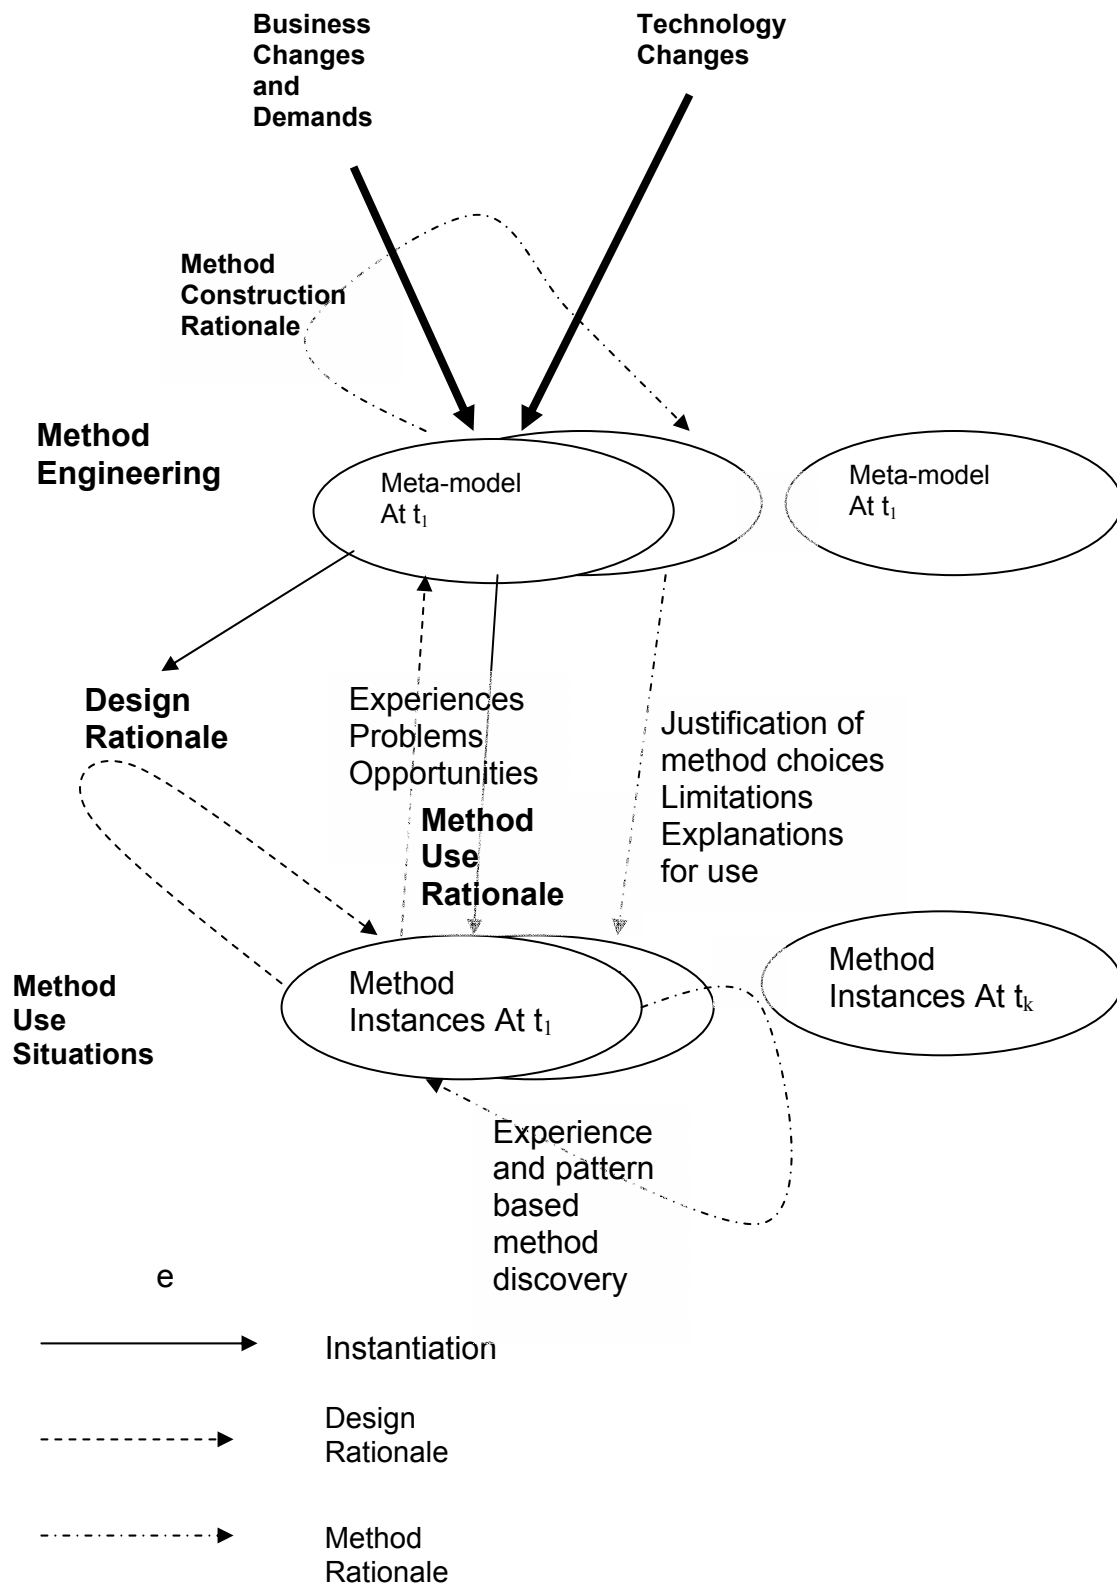 Business
Changes
and
Demands
Technology
Changes
Method
Construction
Rationale
Method
Engineering
Meta-model
At t1
Meta-model
At t1
Design
Rationale
Experiences
Problems
Opportunities
Method
Use
Rationale
Justification of
method choices
Limitations
Explanations
for use
Method
Use
Situations
Method
Instances At t1
Method
Instances At tk
Experience
and pattern
based
method
discovery
e
Instantiation
Design
Rationale
Method
Rationale